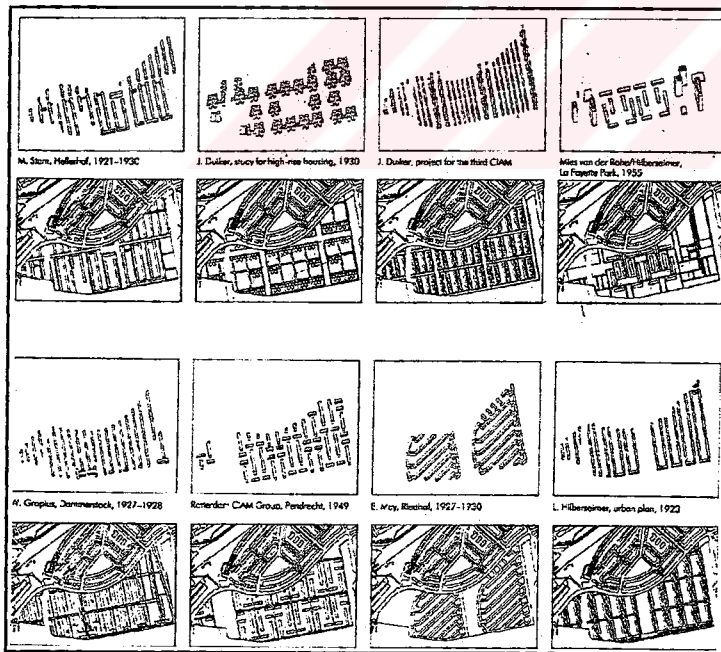 M. Stam, Hellerhof, 1921–1930
J. Duiker, study for high-rise housing, 1930
J. Duiker, project for the third CIAM
Mies van der Rohe/Hilberseimer,
La Fayette Park, 1955
W. Gropius, Dammerstock, 1927–1928
Rotterdam CIAM Group, Pendrecht, 1949
E. May, Riedhof, 1927–1930
L. Hilberseimer, urban plan, 1923